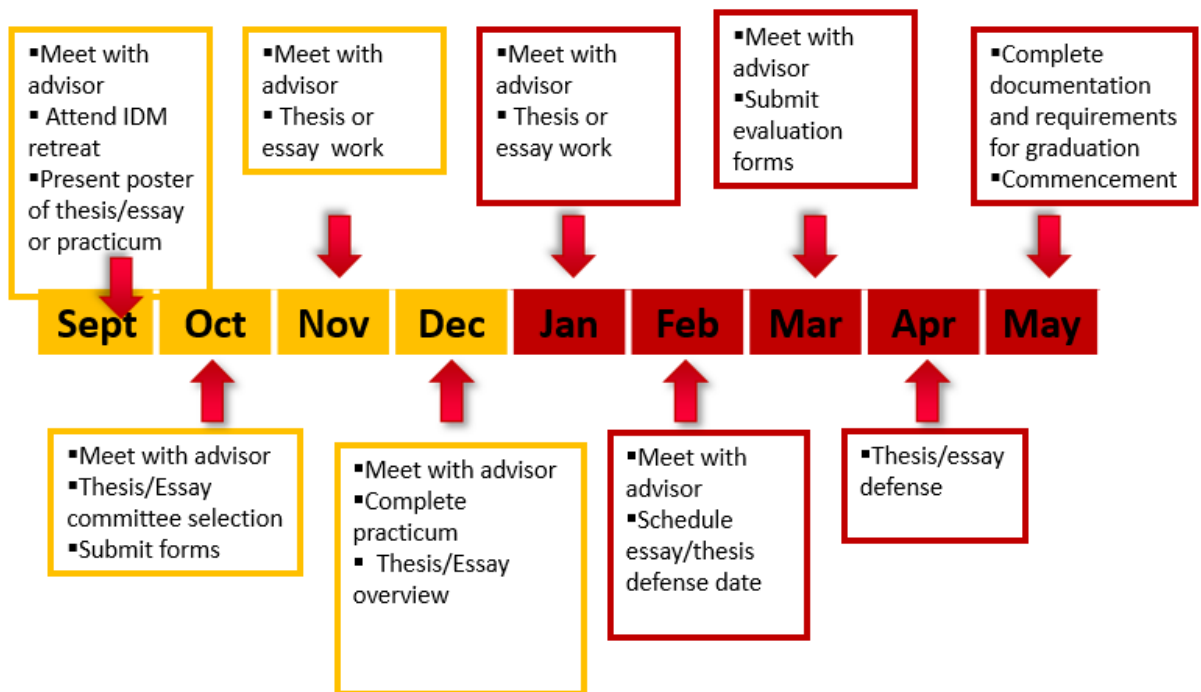 ▪Meet with
advisor
▪ Attend IDM
retreat
▪Present poster
of thesis/essay
or practicum
▪Meet with
advisor
▪ Thesis or
essay work
▪Meet with
advisor
▪ Thesis or
essay work
▪Meet with
advisor
▪Submit
evaluation
forms
▪Complete
documentation
and requirements
for graduation
▪Commencement
Sept Oct Nov Dec Jan Feb Mar Apr May
▪Meet with advisor
▪Thesis/Essay
committee selection
▪Submit forms
▪Meet with advisor
▪Complete
practicum
▪ Thesis/Essay
overview
▪Meet with
advisor
▪Schedule
essay/thesis
defense date
▪Thesis/essay
defense